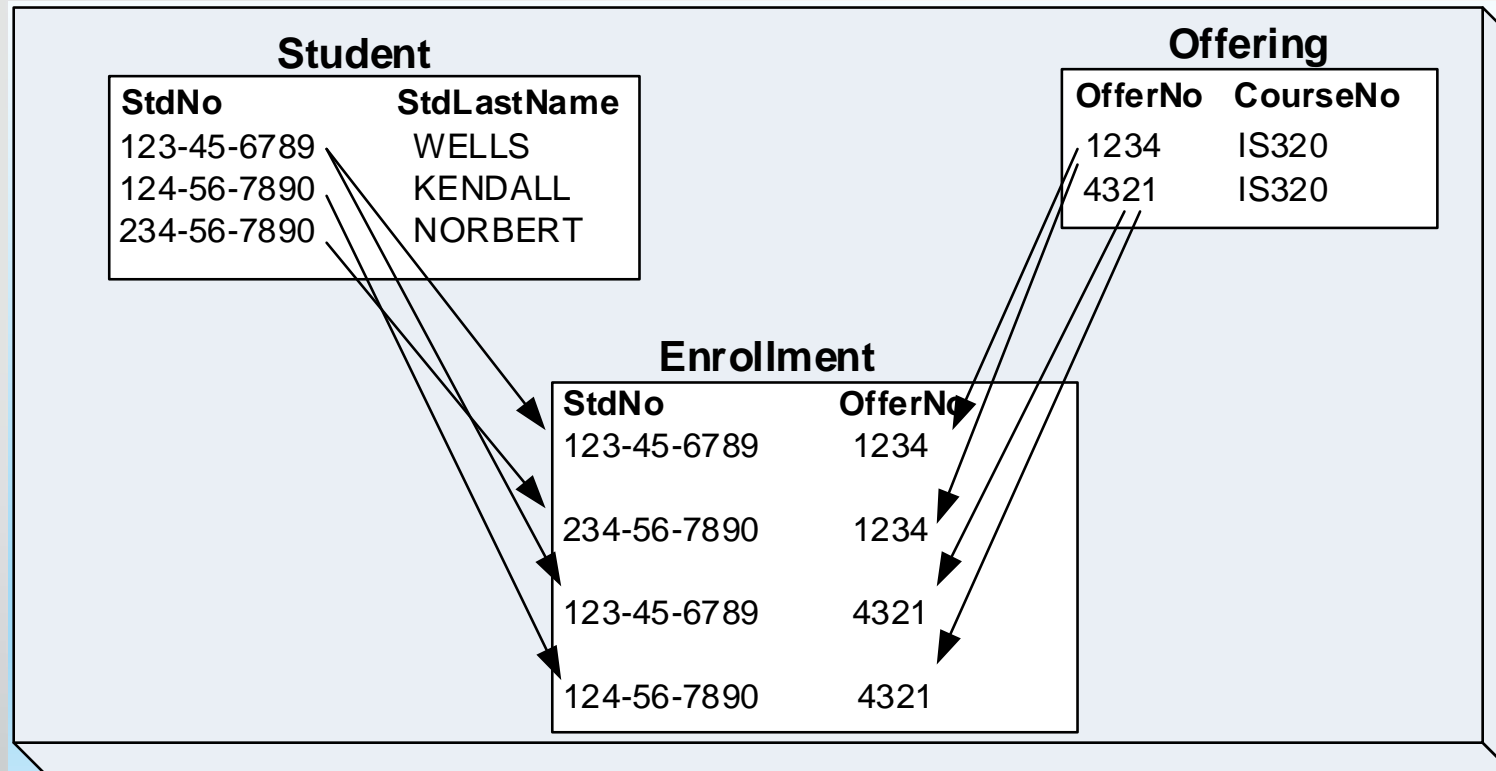 Student
StdNo StdLastName
123-45-6789 WELLS
124-56-7890 KENDALL
234-56-7890 NORBERT
Offering
OfferNo CourseNo
1234 IS320
4321 IS320
Enrollment
StdNo OfferNo
123-45-6789 1234
234-56-7890 1234
123-45-6789 4321
124-56-7890 4321